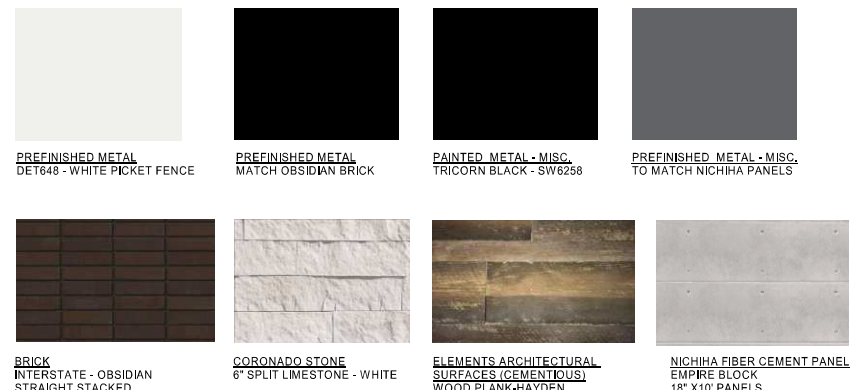 PREFINISHED METAL
DET648 - WHITE PICKET FENCE
PREFINISHED METAL
MATCH OBSIDIAN BRICK
PAINTED METAL - MISC.
TRICORN BLACK - SW6258
PREFINISHED METAL - MISC.
TO MATCH NICHIHA PANELS
BRICK
INTERSTATE - OBSIDIAN
STRAIGHT STACKED
CORONADO STONE
6" SPLIT LIMESTONE - WHITE
ELEMENTS ARCHITECTURAL
SURFACES (CEMENTIOUS)
WOOD PLANK-HAYDEN
NICHIHA FIBER CEMENT PANEL
EMPIRE BLOCK
18" X10' PANELS